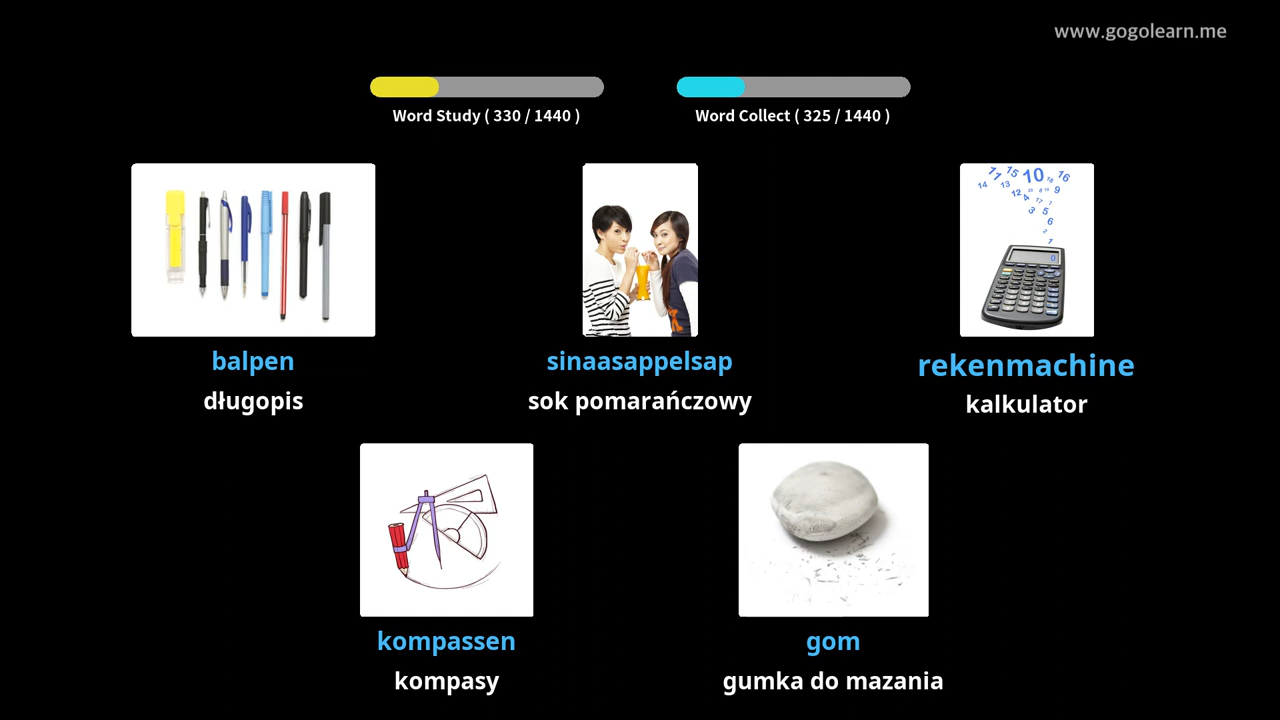 www.gogolearn.me
Word Study ( 330 / 1440 )
Word Collect ( 325 / 1440 )
balpen
długopis
sinaasappelsap
sok pomarańczowy
rekenmachine
kalkulator
kompassen
kompasy
gom
gumka do mazania